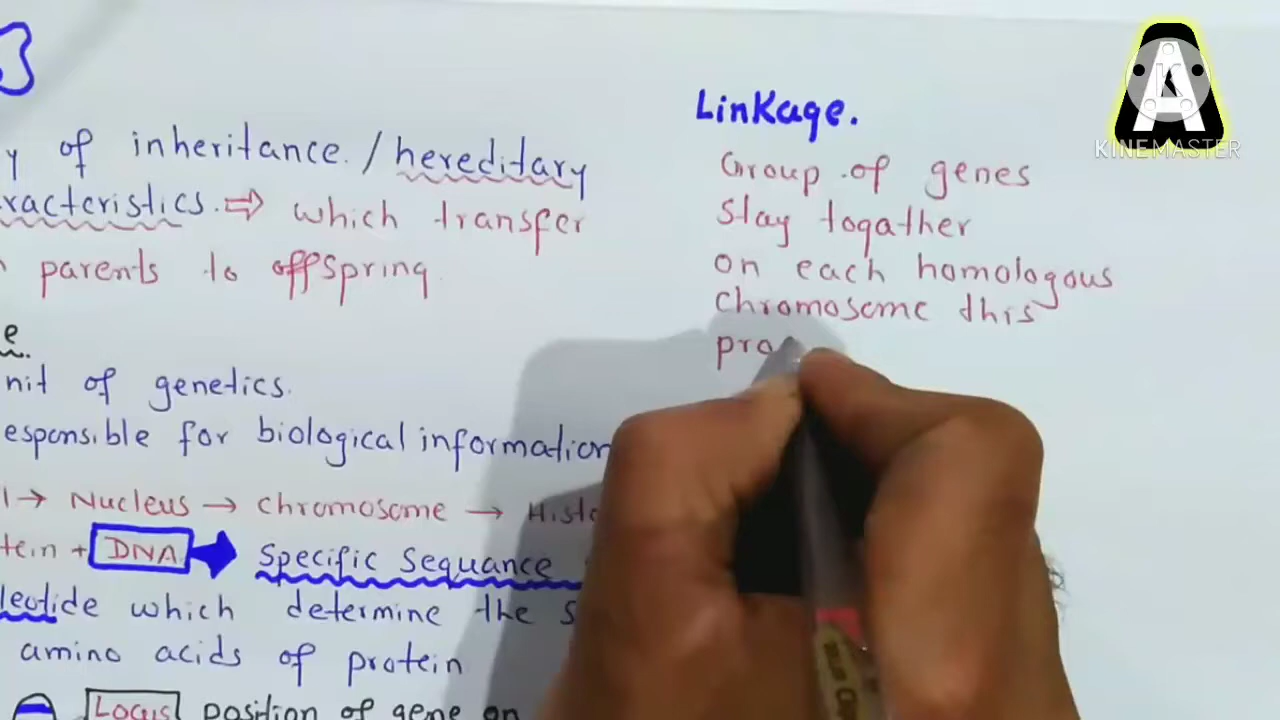 y of inheritance. / hereditary
racteristics. ⇨ which transfer
parents to offspring
e
nit of genetics.
esponsible for biological information
→ Nucleus → chromosome → Histo
tein + DNA → Specific Sequance
leotide which determine the s
amino acids of protein
Locus position of gene on
Linkage.
Group of genes
stay togather
on each homologous
chromosome this
pro
A
K
KINEMASTER